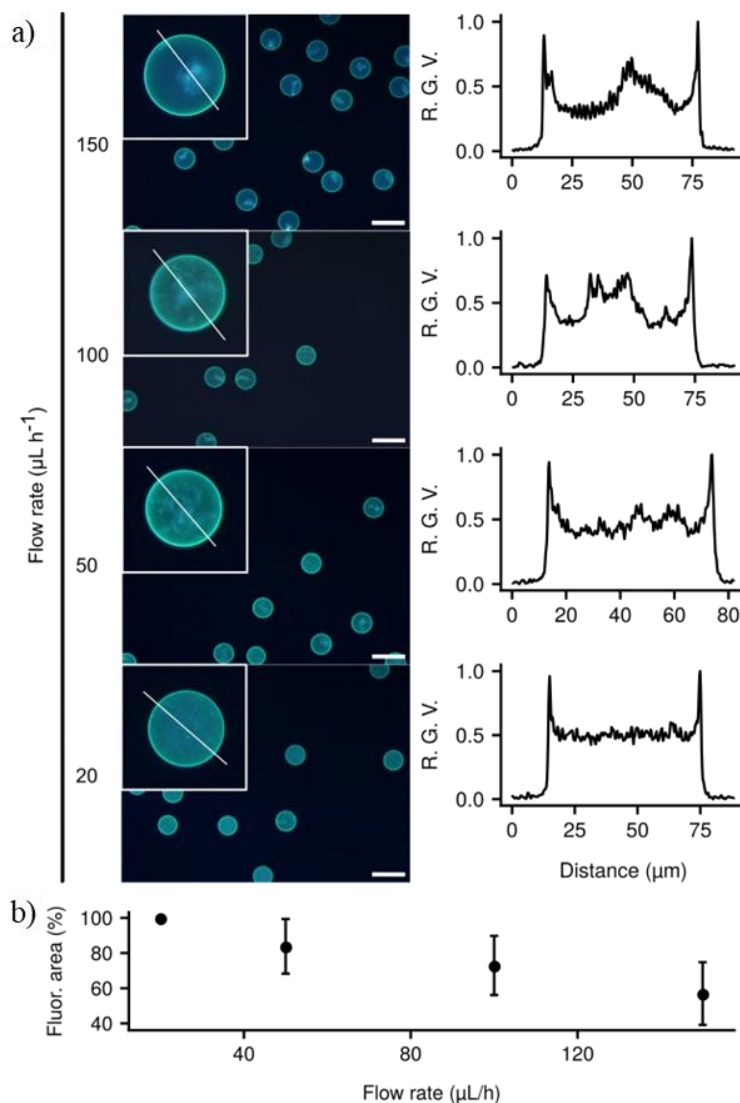 a)
Flow rate (µL h⁻¹)
150
100
50
20
R. G. V.
1.0
0.5
0.0
0 25 50 75
R. G. V.
1.0
0.5
0.0
0 25 50 75
R. G. V.
1.0
0.5
0.0
0 20 40 60 80
R. G. V.
1.0
0.5
0.0
0 25 50 75
Distance (µm)
b)
Fluor. area (%)
100
80
60
40
40 80 120
Flow rate (µL/h)